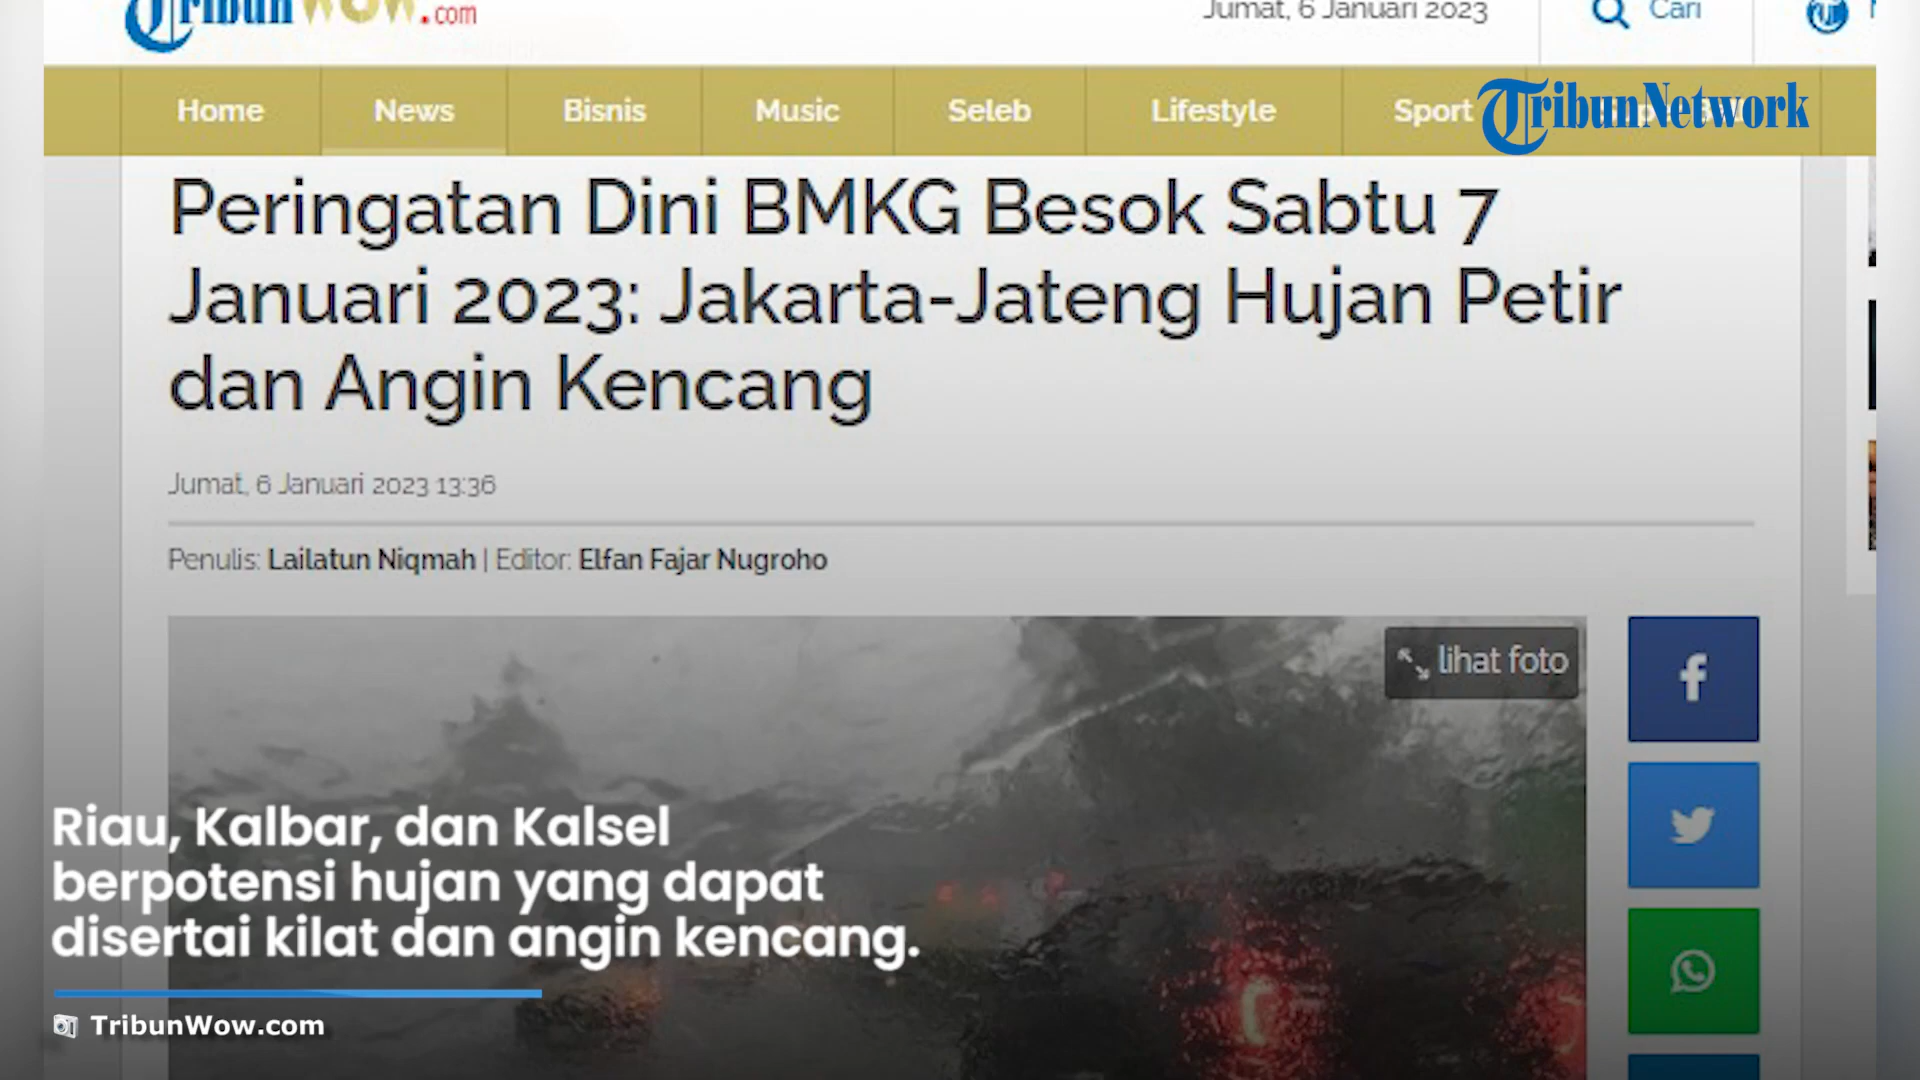 TribunWow.com
Jumat, 6 Januari 2023
Cari
Home News Bisnis Music Seleb Lifestyle Sport
TribunNetwork
Peringatan Dini BMKG Besok Sabtu 7
Januari 2023: Jakarta-Jateng Hujan Petir
dan Angin Kencang
Jumat, 6 Januari 2023 13:36
Penulis: Lailatun Niqmah | Editor: Elfan Fajar Nugroho
lihat foto
Riau, Kalbar, dan Kalsel
berpotensi hujan yang dapat
disertai kilat dan angin kencang.
TribunWow.com